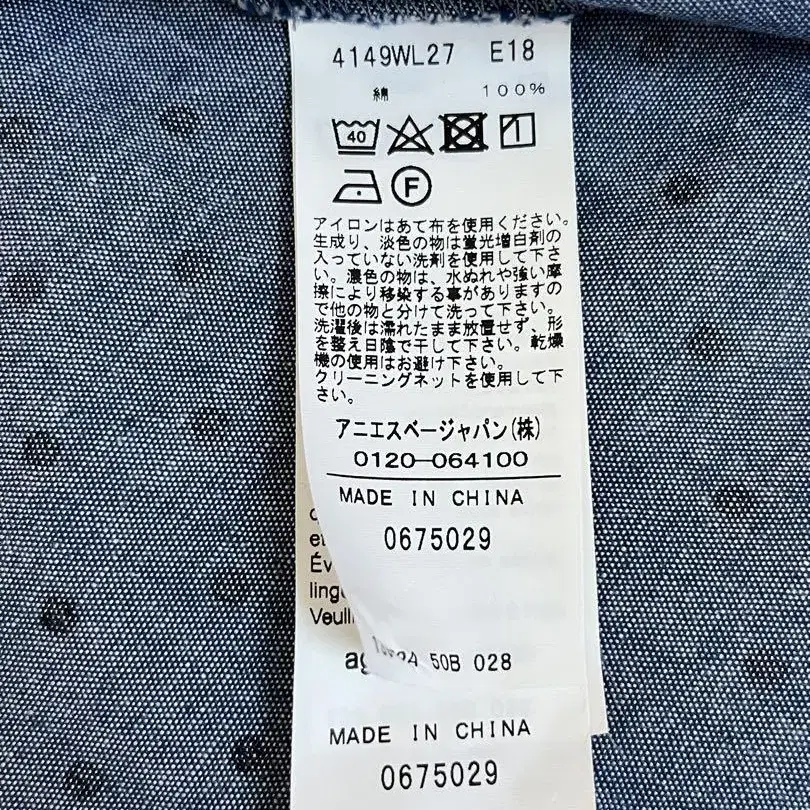 4149WL27 E18
綿 100%
40
F
アイロンはあて布を使用ください。
生成り、淡色の物は蛍光増白剤の
入っていない洗剤を使用して下さ
い。濃色の物は、水ぬれや強い摩
擦により移染する事がありますの
で他の物と分けて洗って下さい。
洗濯後は濡れたまま放置せず、形
を整え日陰で干して下さい。乾燥
機の使用はお避け下さい。
クリーニングネットを使用して下
さい。
アニエスベージャパン(株)
0120-064100
MADE IN CHINA
0675029
et
50B 028
MADE IN CHINA
0675029